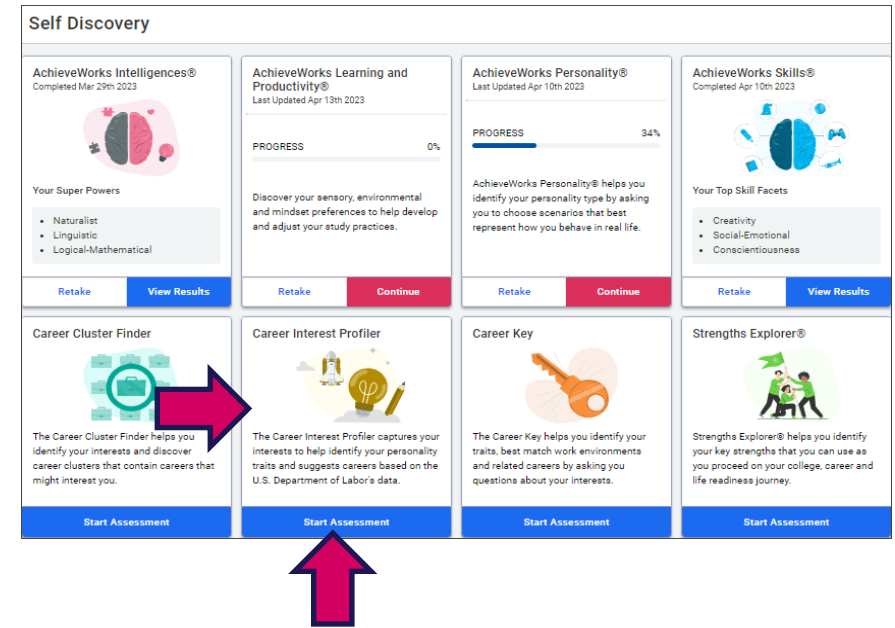 Self Discovery
AchieveWorks Intelligences®
Completed Mar 29th 2023
Your Super Powers
• Naturalist
• Linguistic
• Logical-Mathematical
Retake
View Results
AchieveWorks Learning and
Productivity®
Last Updated Apr 13th 2023
PROGRESS 0%
Discover your sensory, environmental
and mindset preferences to help develop
and adjust your study practices.
Retake
Continue
AchieveWorks Personality®
Last Updated Apr 10th 2023
PROGRESS 34%
AchieveWorks Personality® helps you
identify your personality type by asking
you to choose scenarios that best
represent how you behave in real life.
Retake
Continue
AchieveWorks Skills®
Completed Apr 10th 2023
Your Top Skill Facets
• Creativity
• Social-Emotional
• Conscientiousness
Retake
View Results
Career Cluster Finder
The Career Cluster Finder helps you
identify your interests and discover
career clusters that contain careers that
might interest you.
Start Assessment
Career Interest Profiler
The Career Interest Profiler captures your
interests to help identify your personality
traits and suggests careers based on the
U.S. Department of Labor's data.
Start Assessment
Career Key
The Career Key helps you identify your
traits, best match work environments
and related careers by asking you
questions about your interests.
Start Assessment
Strengths Explorer®
Strengths Explorer® helps you identify
your key strengths that you can use as
you proceed on your college, career and
life readiness journey.
Start Assessment